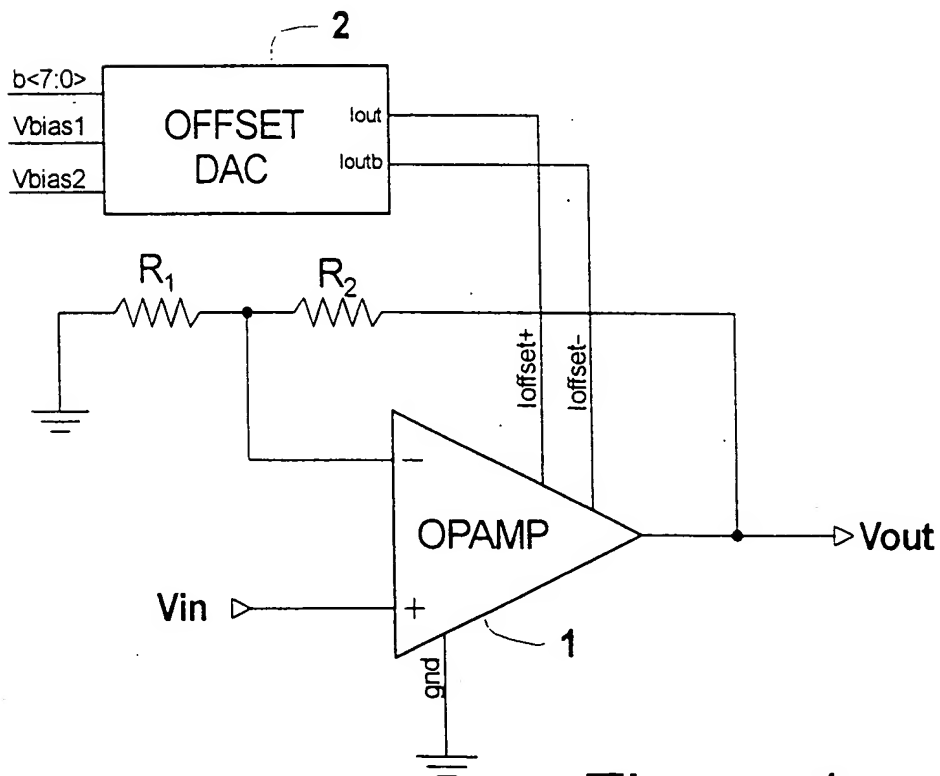 2
b<7:0>
Vbias1
Vbias2
OFFSET
DAC
Iout
Ioutb
R1
R2
Ioffset+
Ioffset-
−
OPAMP
+
Vin
Vout
1
gnd